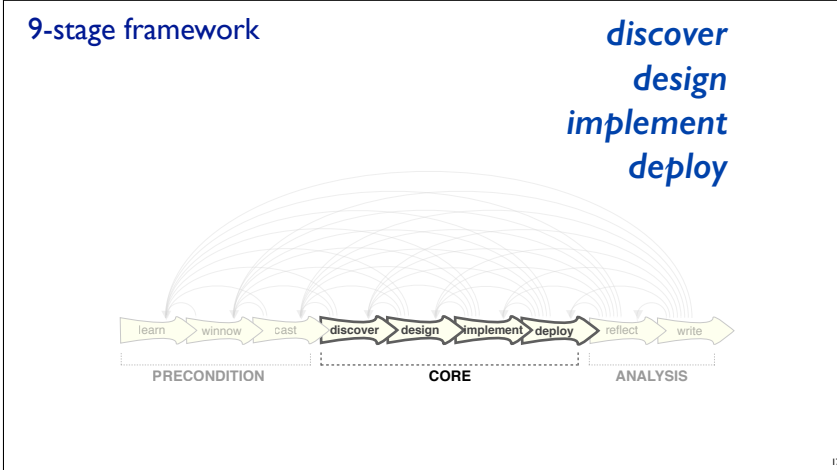 9-stage framework
discover
design
implement
deploy
learn winnow cast discover design implement deploy reflect write
PRECONDITION CORE ANALYSIS